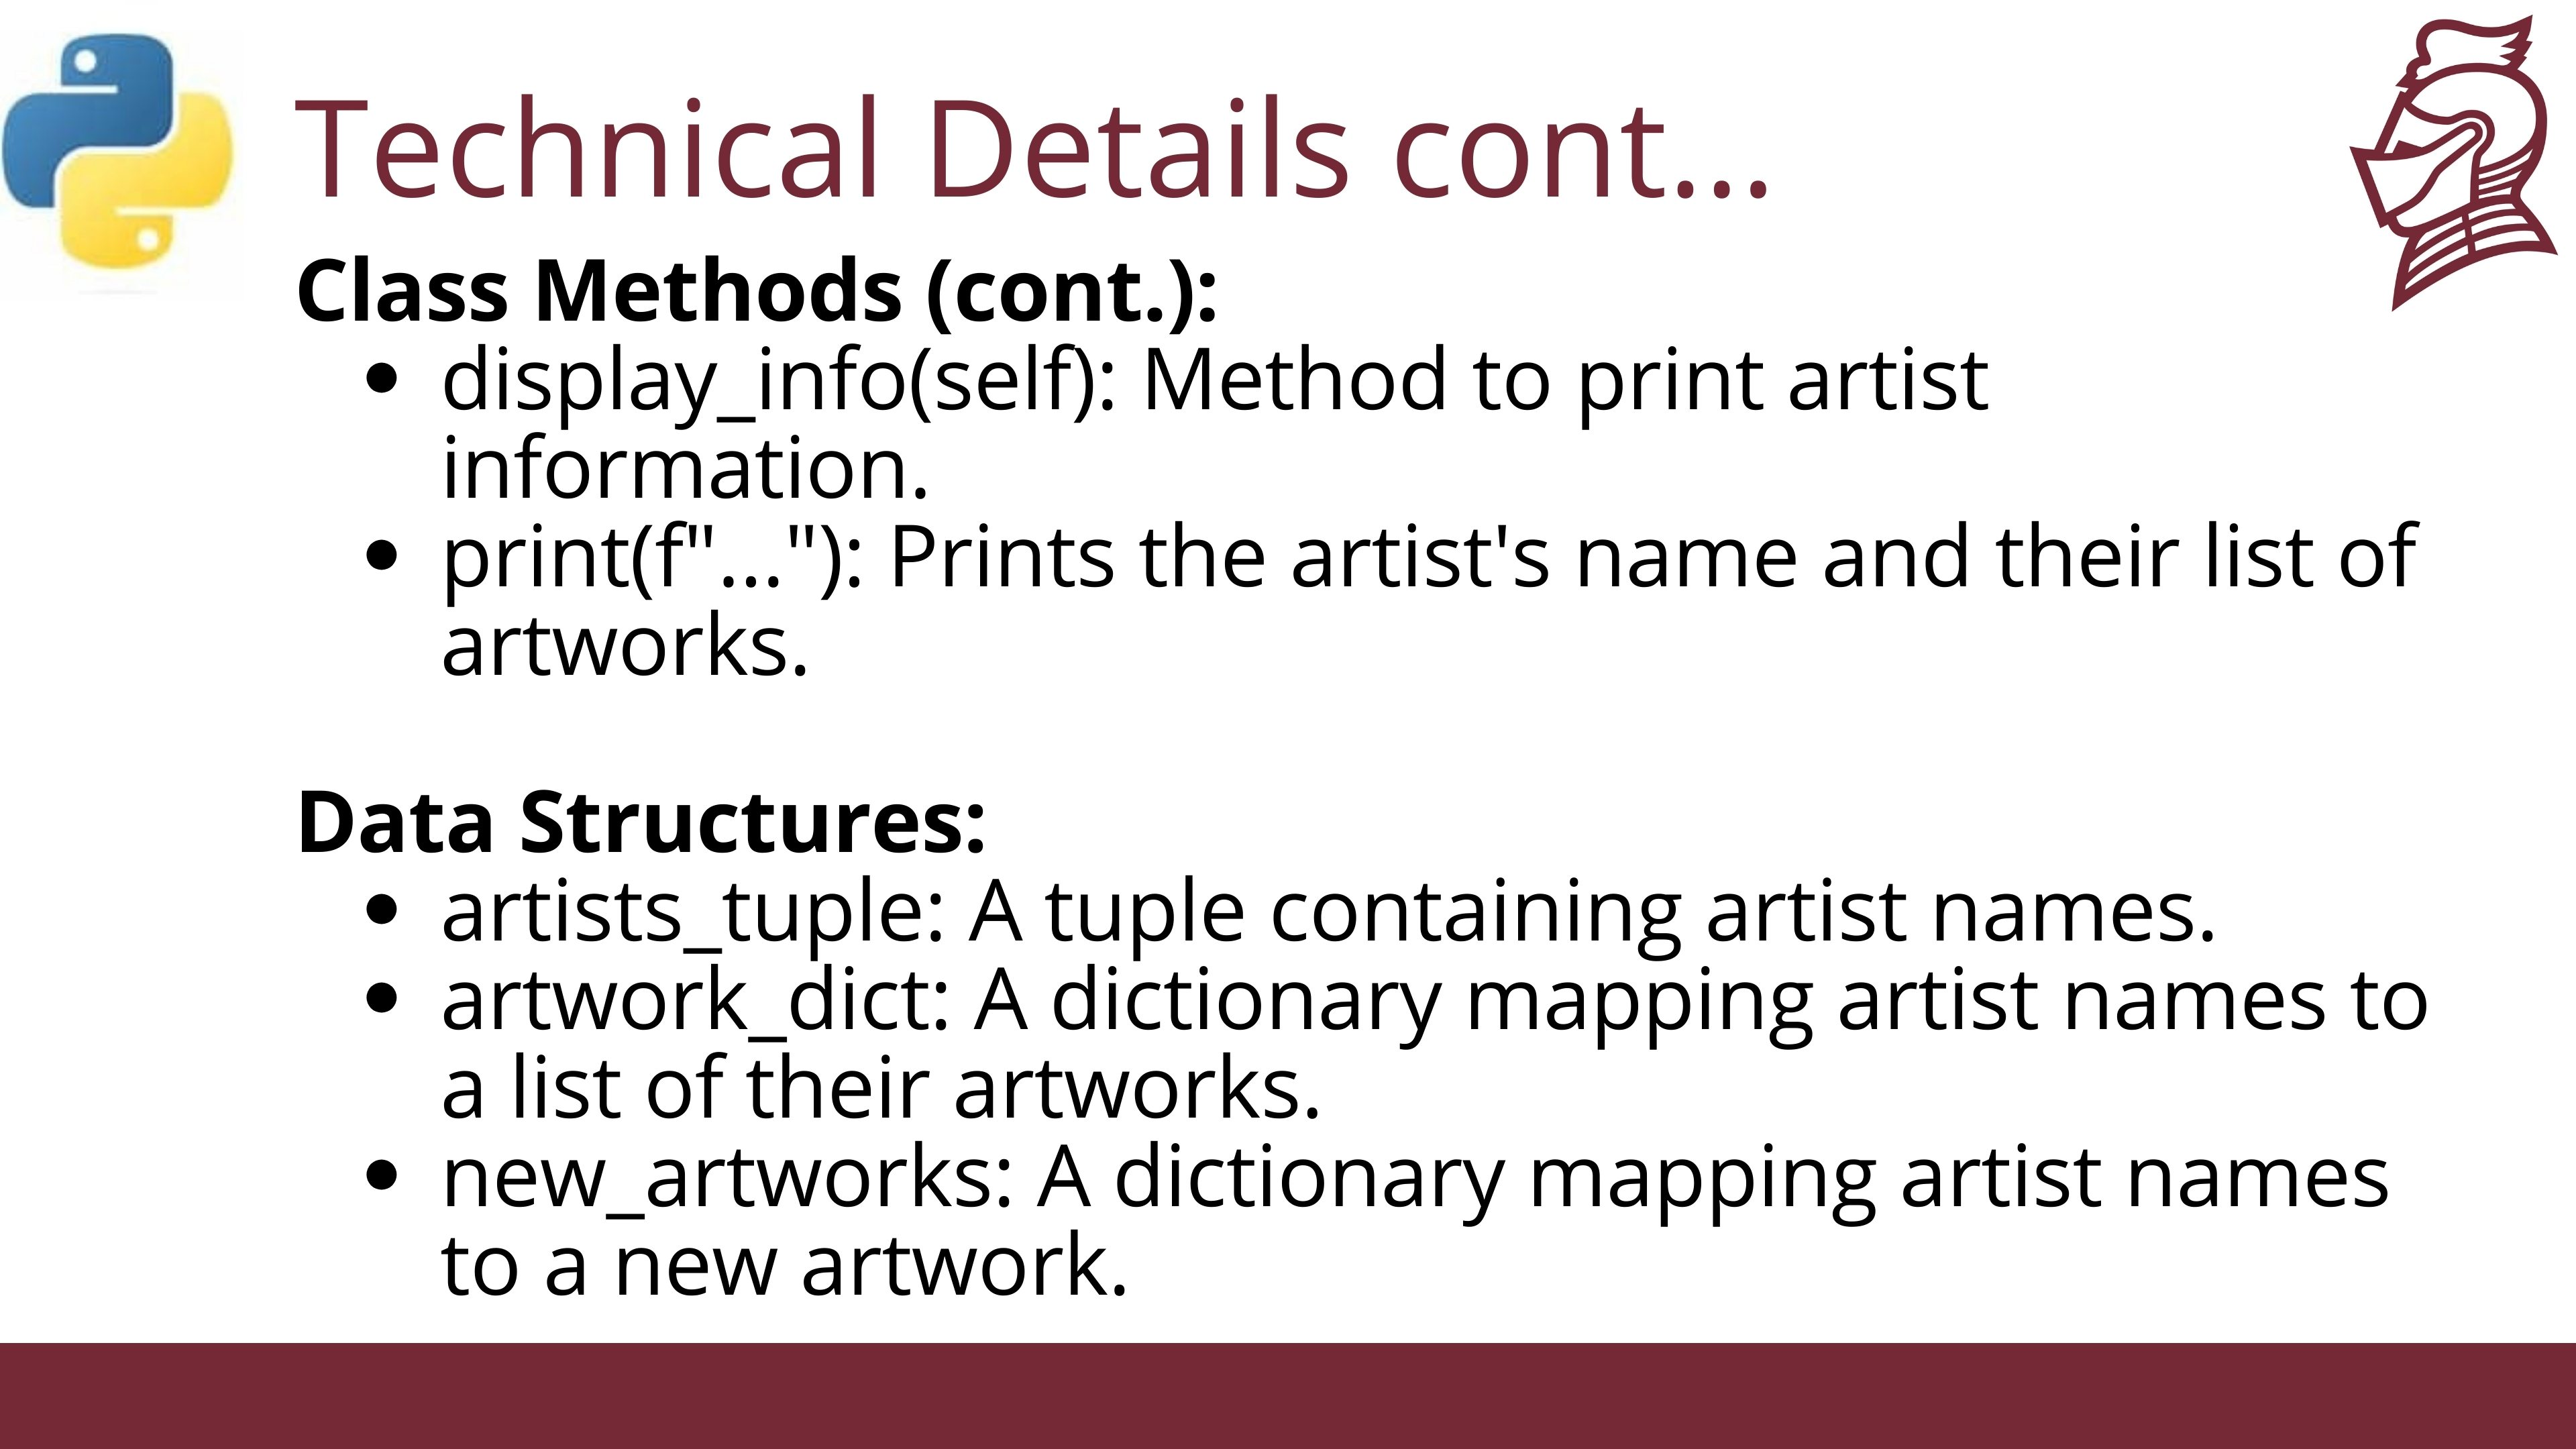 Technical Details cont...
Class Methods (cont.):
• display_info(self): Method to print artist
information.
• print(f"..."): Prints the artist's name and their list of
artworks.
Data Structures:
• artists_tuple: A tuple containing artist names.
• artwork_dict: A dictionary mapping artist names to
a list of their artworks.
• new_artworks: A dictionary mapping artist names
to a new artwork.